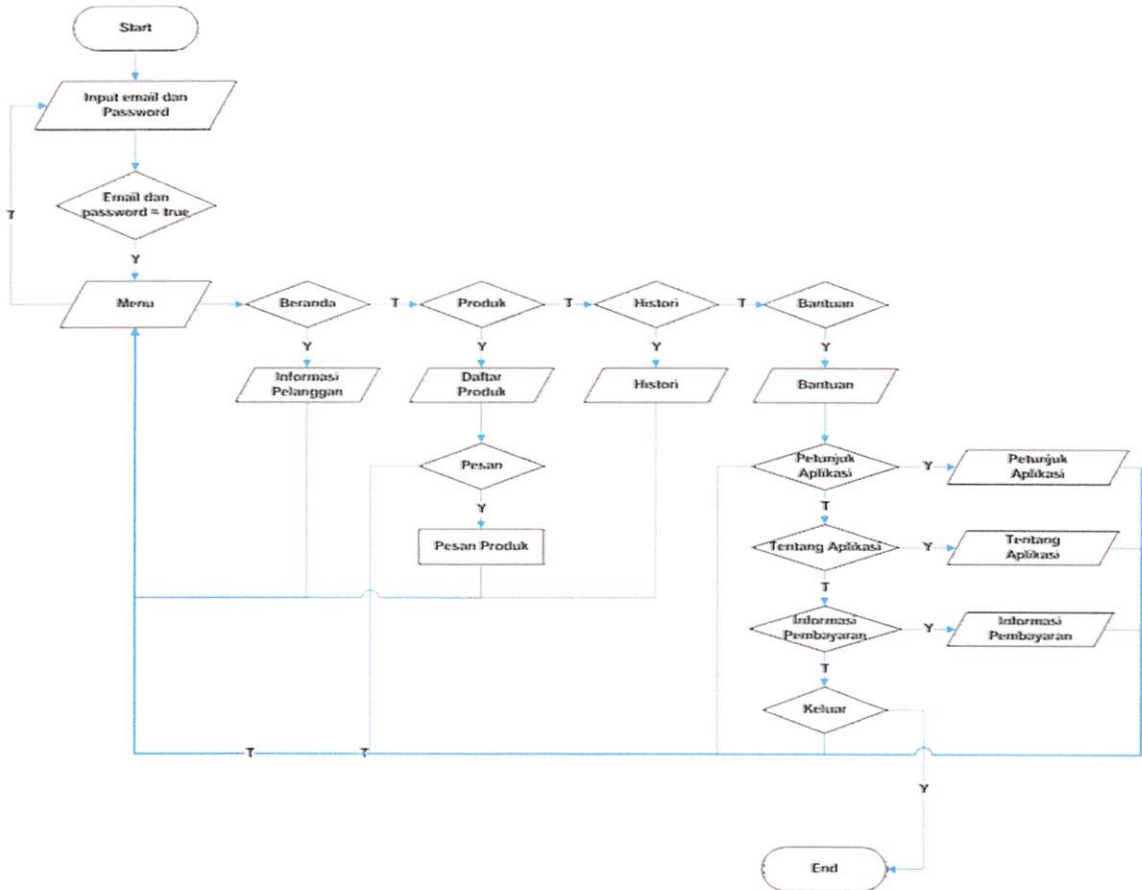 Start
Input email dan
Password
Email dan
password = true
T
Y
Menu
Beranda
T
Produk
T
Histori
T
Bantuan
Y
Y
Y
Y
Informasi
Pelanggan
Daftar
Produk
Histori
Bantuan
Pesan
Petunjuk
Aplikasi
Y
Petunjuk
Aplikasi
Y
T
Pesan Produk
Tentang Aplikasi
Y
Tentang
Aplikasi
T
Informasi
Pembayaran
Y
Informasi
Pembayaran
T
Keluar
T
T
Y
End